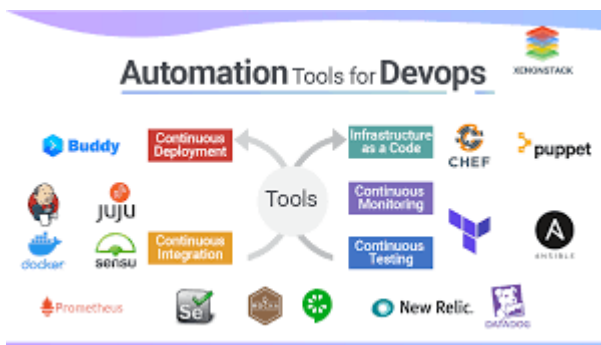 Automation Tools for Devops
XENONSTACK
Buddy
Continuous
Deployment
Infrastructure
as a Code
CHEF
puppet
JUJU
Tools
Continuous
Monitoring
docker
sensu
Continuous
Integration
Continuous
Testing
ANSIBLE
Prometheus
Se
New Relic.
DATADOG